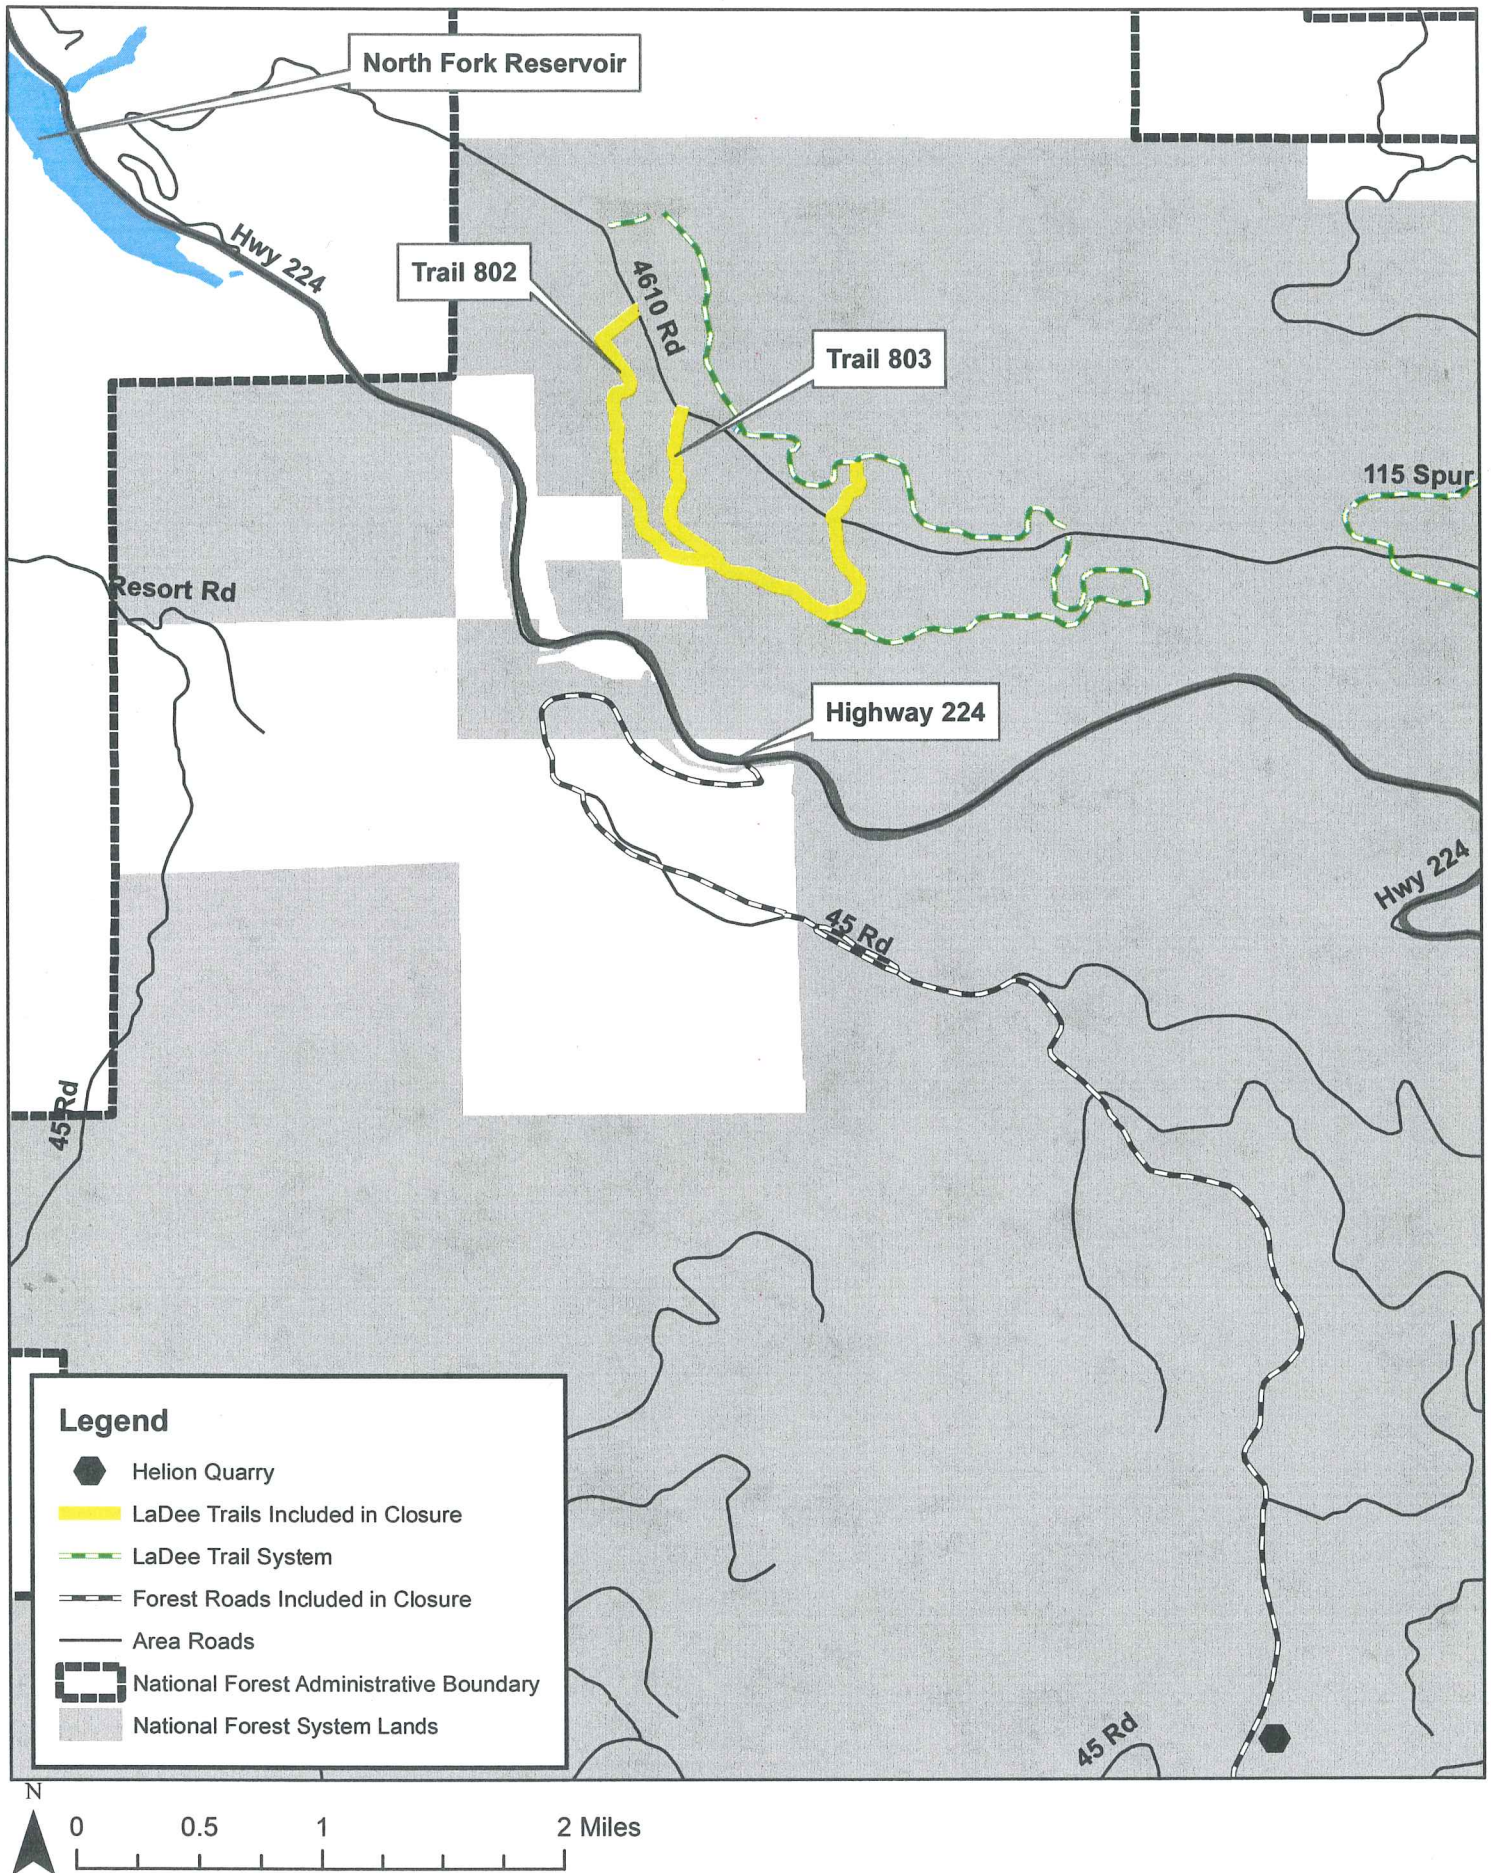 North Fork Reservoir
Hwy 224
Trail 802
4610 Rd
Trail 803
115 Spur
Resort Rd
Highway 224
Hwy 224
45 Rd
45 Rd
Legend
Helion Quarry
LaDee Trails Included in Closure
LaDee Trail System
Forest Roads Included in Closure
Area Roads
National Forest Administrative Boundary
National Forest System Lands
45 Rd
N
0 0.5 1 2 Miles